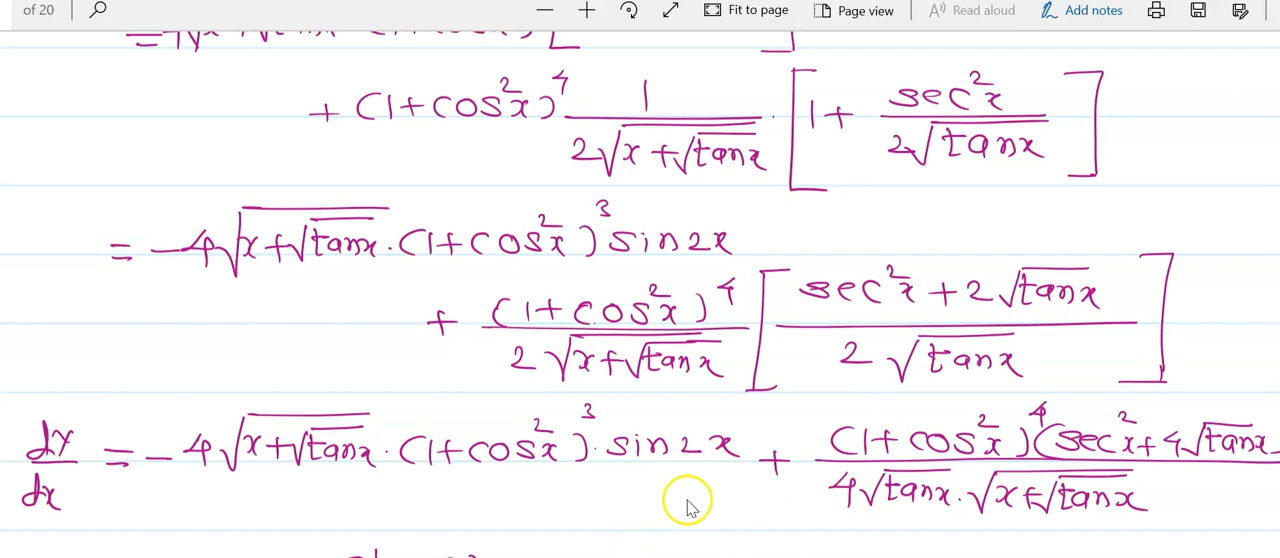 of 20 Fit to page Page view Read aloud Add notes
+ (1+cos²x)⁴ 1/(2√(x+√tanx)) · [1 + sec²x/(2√tanx)]
= -4√(x+√tanx) · (1+cos²x)³ sin2x
+ (1+cos²x)⁴/(2√(x+√tanx)) [(sec²x + 2√tanx)/(2√tanx)]
dy/dx = -4√(x+√tanx) · (1+cos²x)³ · sin2x + (1+cos²x)⁴(sec²x+4√tanx/(4√tanx · √(x+√tanx))